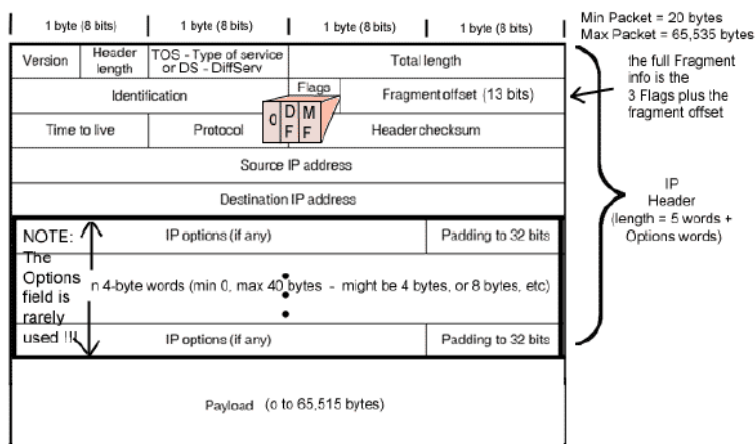 1 byte (8 bits) 1 byte (8 bits) 1 byte (8 bits) 1 byte (8 bits)
Min Packet = 20 bytes
Max Packet = 65,535 bytes
Version
Header
length
TOS - Type of service
or DS - DiffServ
Total length
Identification
Flags
Fragment offset (13 bits)
the full Fragment
info is the
3 Flags plus the
fragment offset
0 D M
F F
Time to live
Protocol
Header checksum
Source IP address
Destination IP address
IP
Header
(length = 5 words +
Options words)
NOTE:
The
Options
field is
rarely
used !!!
IP options (if any)
Padding to 32 bits
n 4-byte words (min 0, max 40 bytes - might be 4 bytes, or 8 bytes, etc)
IP options (if any)
Padding to 32 bits
Payload (o to 65,515 bytes)